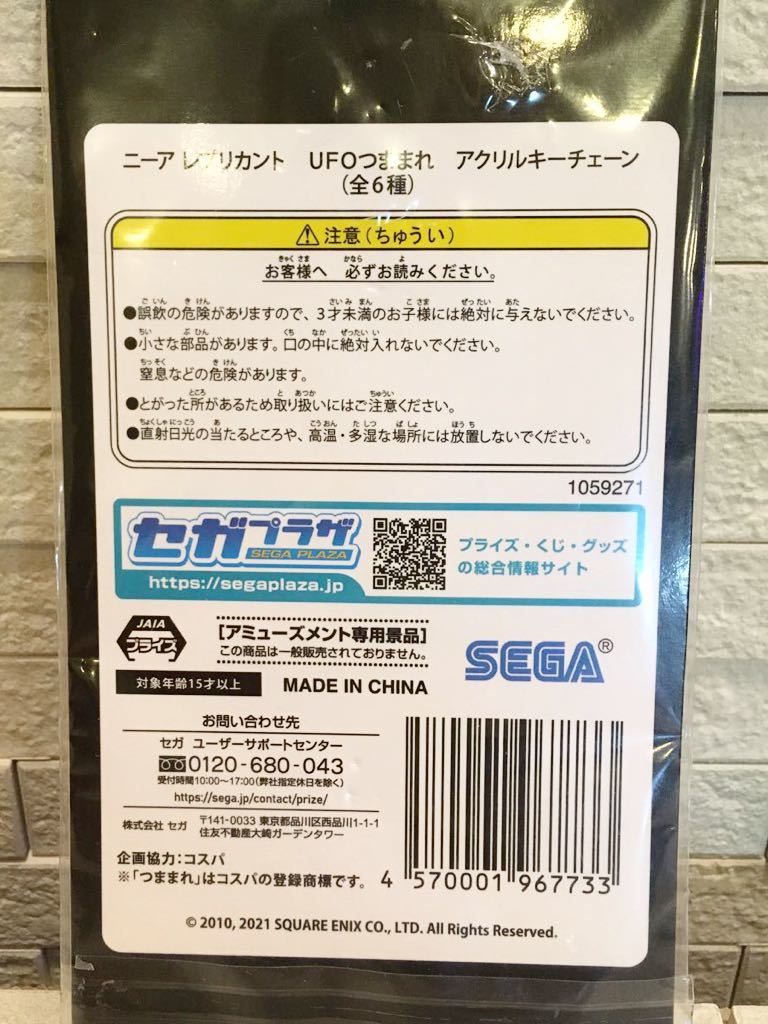 ニーア レプリカント　UFOつままれ　アクリルキーチェーン
(全6種)
注意(ちゅうい)
お客様へ　必ずお読みください。
●誤飲の危険がありますので、3才未満のお子様には絶対に与えないでください。
●小さな部品があります。口の中に絶対入れないでください。
窒息などの危険があります。
●とがった所があるため取り扱いにはご注意ください。
●直射日光の当たるところや、高温・多湿な場所には放置しないでください。
1059271
セガプラザ
SEGA PLAZA
https://segaplaza.jp
プライズ・くじ・グッズ
の総合情報サイト
JAIA
プライズ
[アミューズメント専用景品]
この商品は一般販売されておりません。
SEGA®
対象年齢15才以上
MADE IN CHINA
お問い合わせ先
セガ ユーザーサポートセンター
0120-680-043
受付時間10:00~17:00(弊社指定休日を除く)
https://sega.jp/contact/prize/
株式会社 セガ
〒141-0033 東京都品川区西品川1-1-1
住友不動産大崎ガーデンタワー
企画協力:コスパ
※「つままれ」はコスパの登録商標です。
4 570001 967733
© 2010, 2021 SQUARE ENIX CO., LTD. All Rights Reserved.